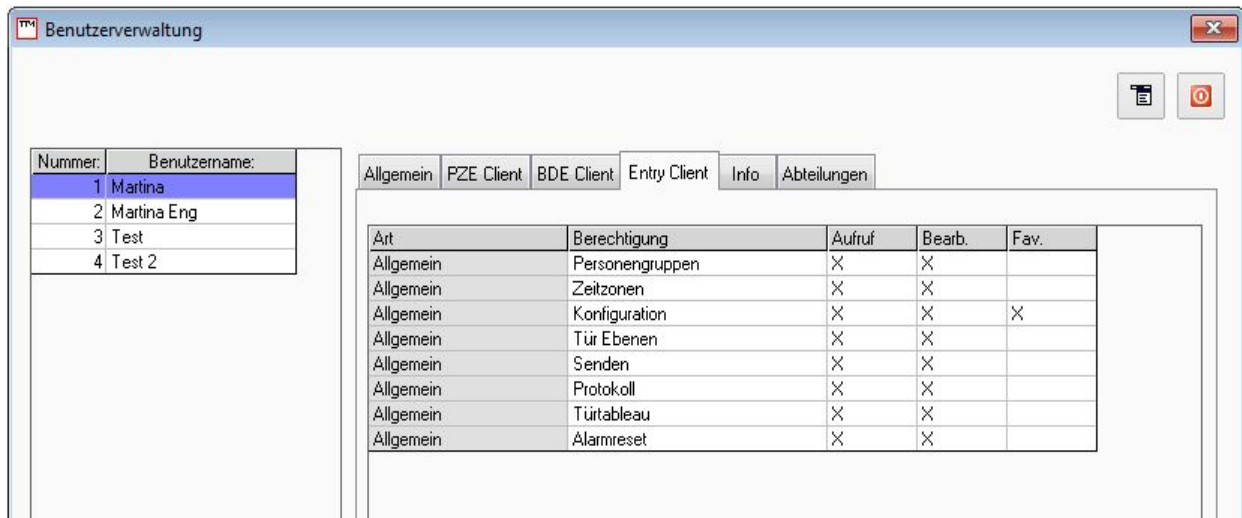 TTM Benutzerverwaltung
Nummer: Benutzername:
1 Martina
2 Martina Eng
3 Test
4 Test 2
Allgemein PZE Client BDE Client Entry Client Info Abteilungen
Art Berechtigung Aufruf Bearb. Fav.
Allgemein Personengruppen X X
Allgemein Zeitzonen X X
Allgemein Konfiguration X X X
Allgemein Tür Ebenen X X
Allgemein Senden X X
Allgemein Protokoll X X
Allgemein Türtableau X X
Allgemein Alarmreset X X